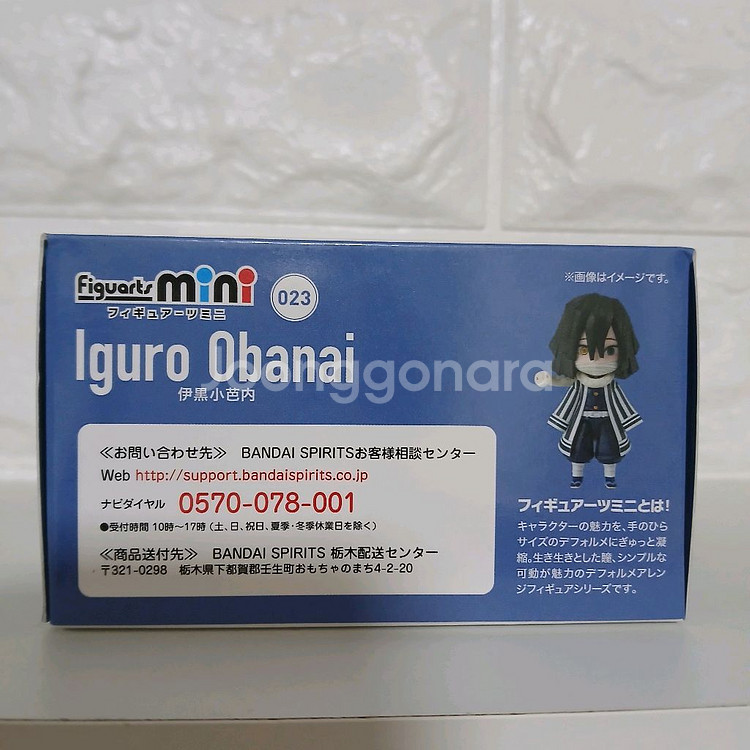 Figuarts mini 023
フィギュアーツミニ
Iguro Obanai
伊黒小芭内
Joonggonara
≪お問い合わせ先≫ BANDAI SPIRITSお客様相談センター
Web http://support.bandaispirits.co.jp
ナビダイヤル 0570-078-001
●受付時間 10時～17時（土、日、祝日、夏季・冬季休業日を除く）
≪商品送付先≫ BANDAI SPIRITS 栃木配送センター
〒321-0298 栃木県下都賀郡壬生町おもちゃのまち4-2-20
※画像はイメージです。
フィギュアーツミニとは!
キャラクターの魅力を、手のひら
サイズのデフォルメにぎゅっと凝
縮。生き生きとした瞳、シンプルな
可動が魅力のデフォルメアレン
ジフィギュアシリーズです。